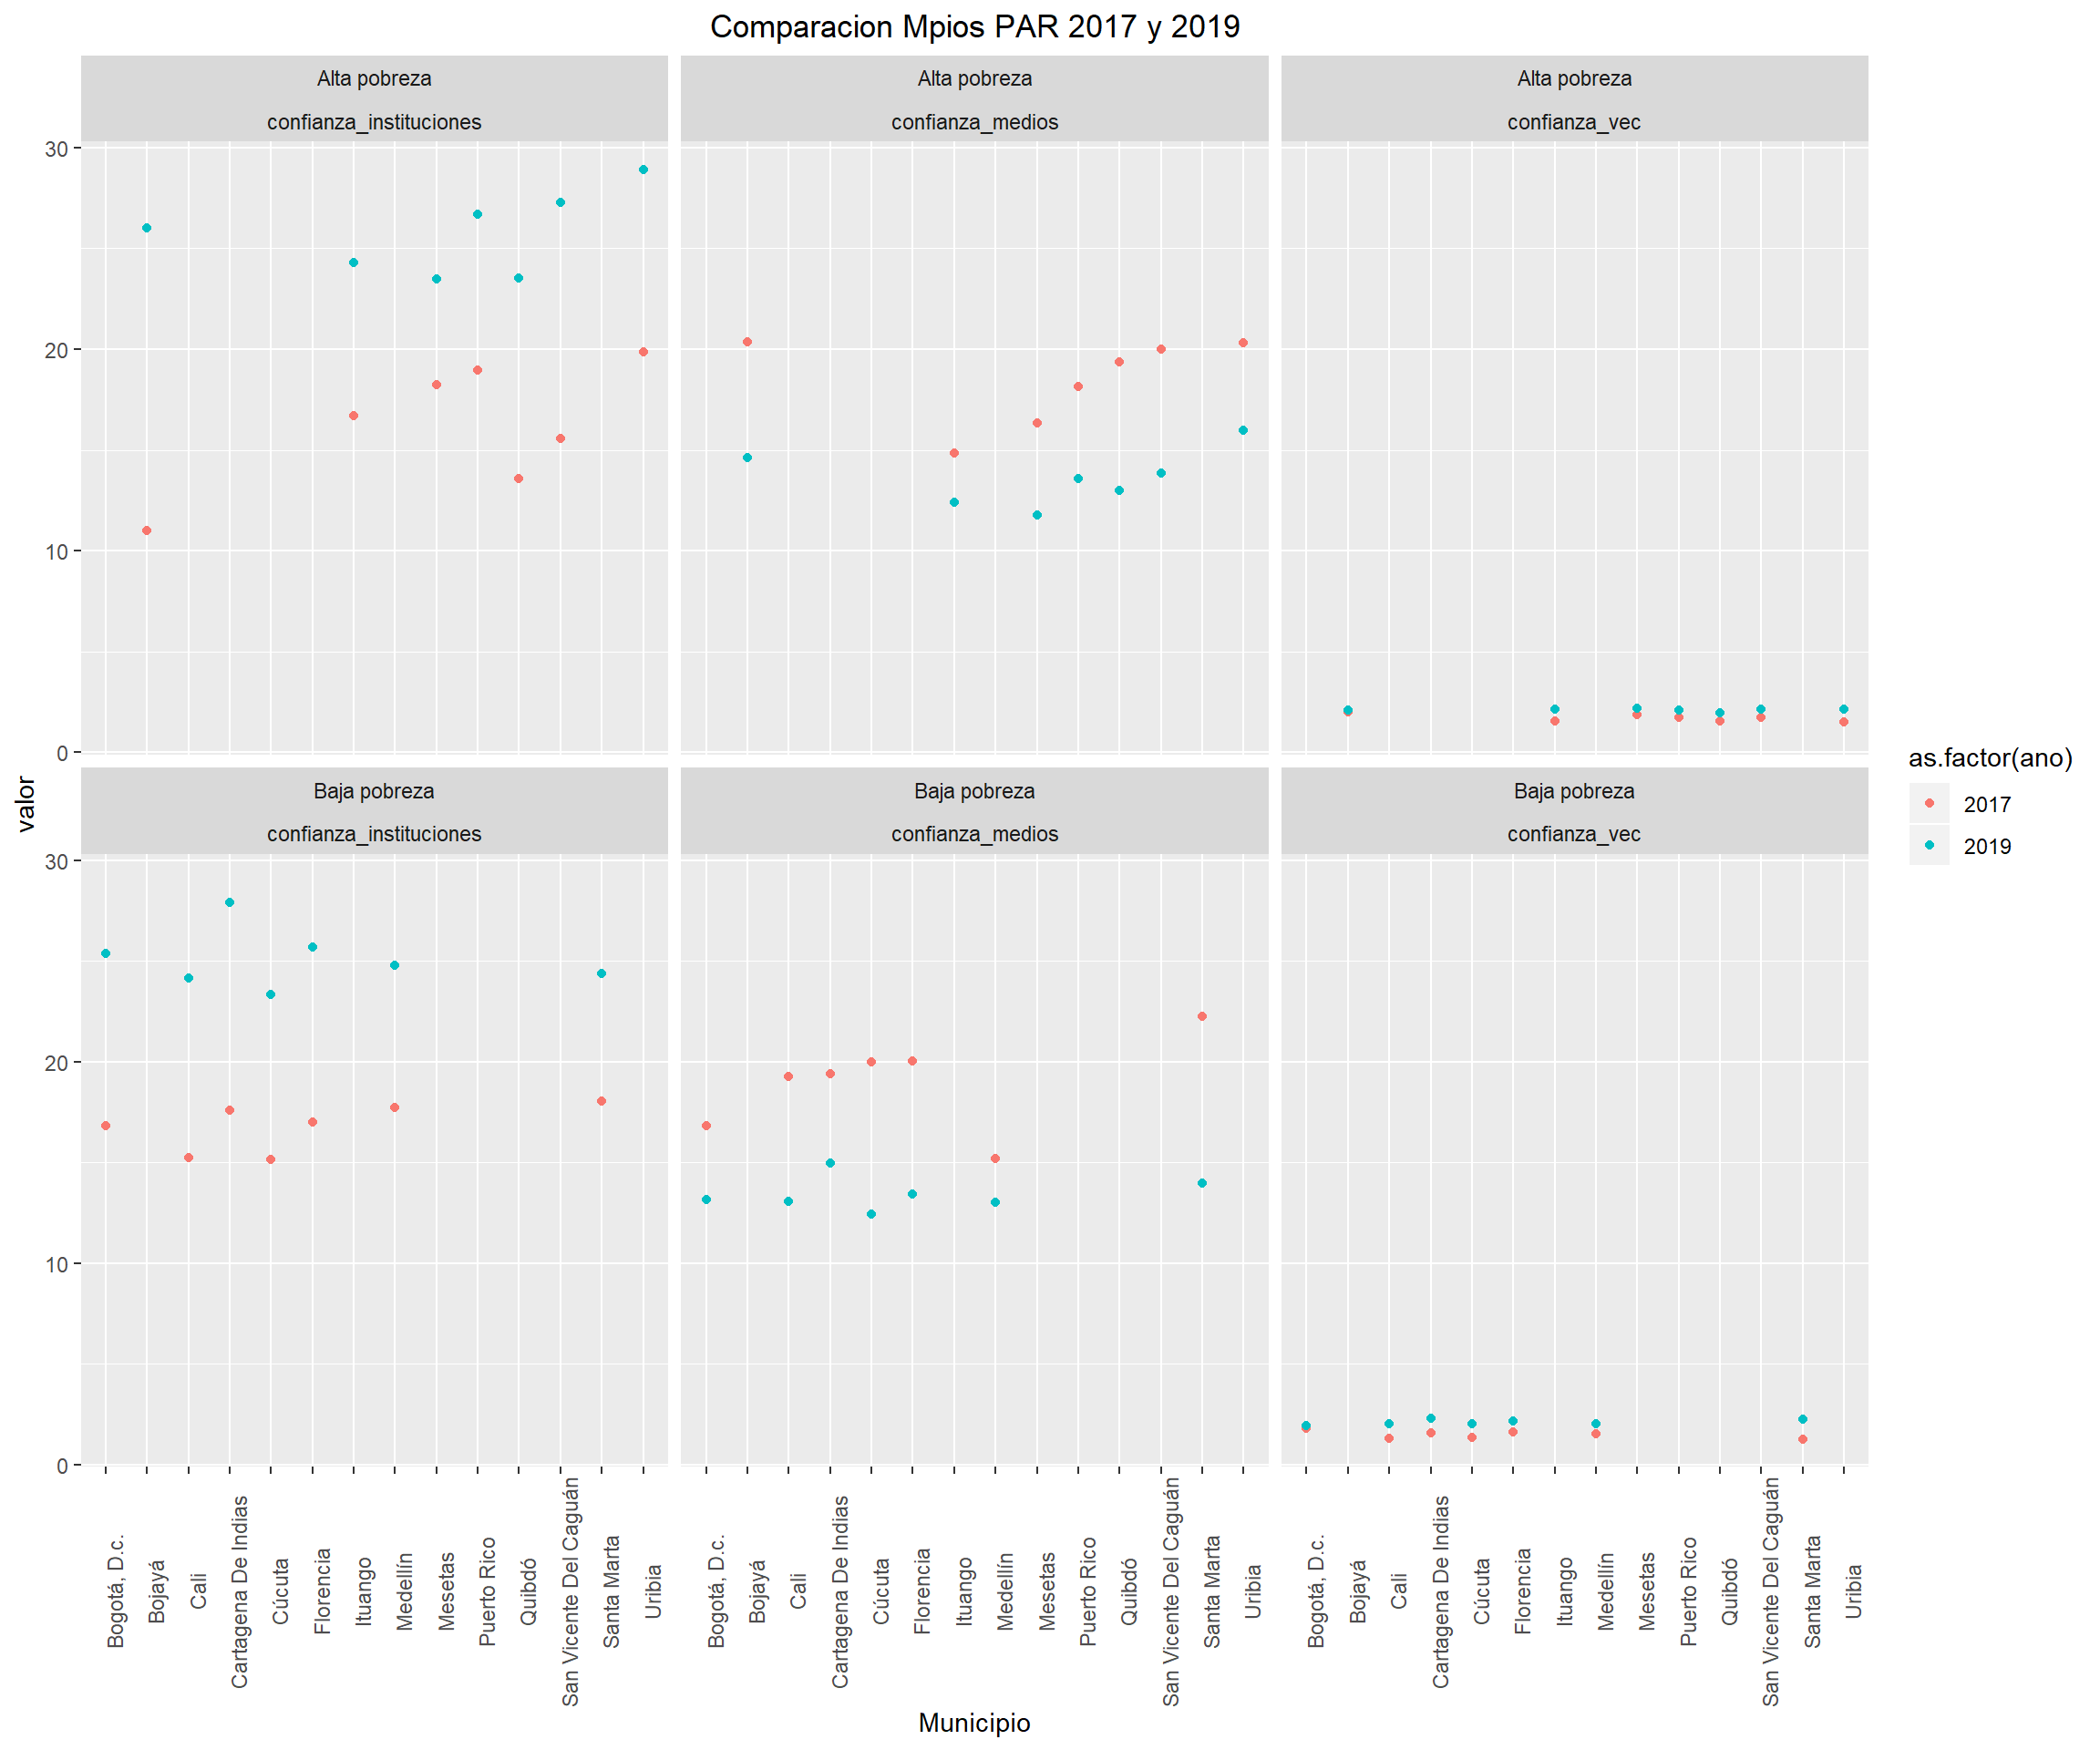 Comparacion Mpios PAR 2017 y 2019
Alta pobreza
confianza_instituciones
Alta pobreza
confianza_medios
Alta pobreza
confianza_vec
30
20
10
0
Baja pobreza
confianza_instituciones
Baja pobreza
confianza_medios
Baja pobreza
confianza_vec
30
20
10
0
valor
Bogotá, D.c.
Bojayá
Cali
Cartagena De Indias
Cúcuta
Florencia
Ituango
Medellín
Mesetas
Puerto Rico
Quibdó
San Vicente Del Caguán
Santa Marta
Uribia
Bogotá, D.c.
Bojayá
Cali
Cartagena De Indias
Cúcuta
Florencia
Ituango
Medellín
Mesetas
Puerto Rico
Quibdó
San Vicente Del Caguán
Santa Marta
Uribia
Bogotá, D.c.
Bojayá
Cali
Cartagena De Indias
Cúcuta
Florencia
Ituango
Medellín
Mesetas
Puerto Rico
Quibdó
San Vicente Del Caguán
Santa Marta
Uribia
Municipio
as.factor(ano)
2017
2019